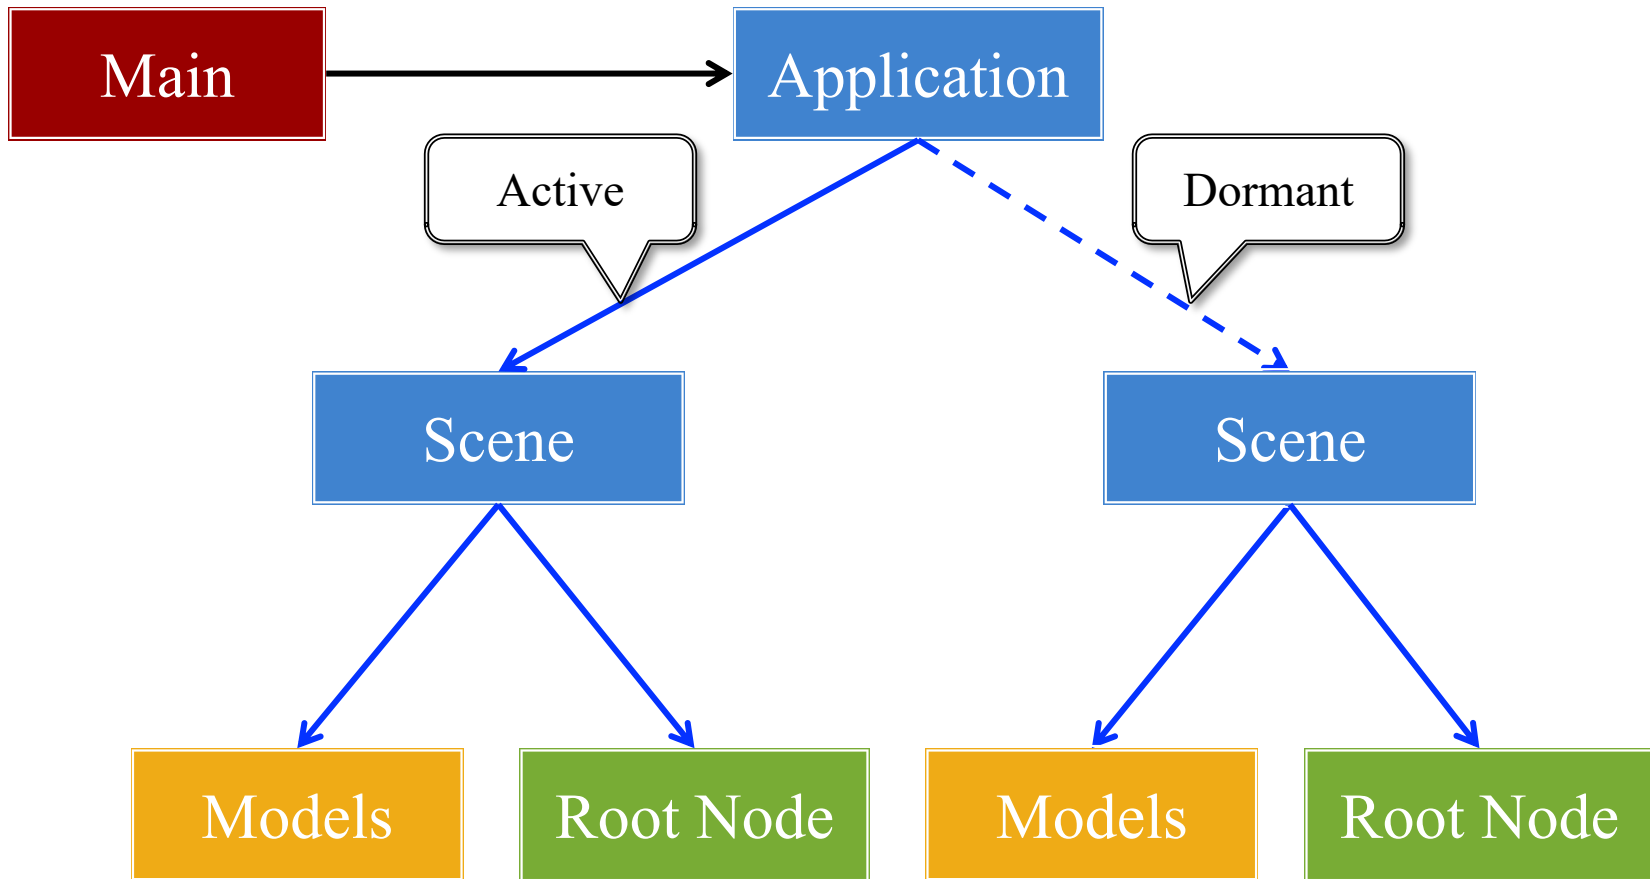 Main
Application
Active
Dormant
Scene
Scene
Models
Root Node
Models
Root Node